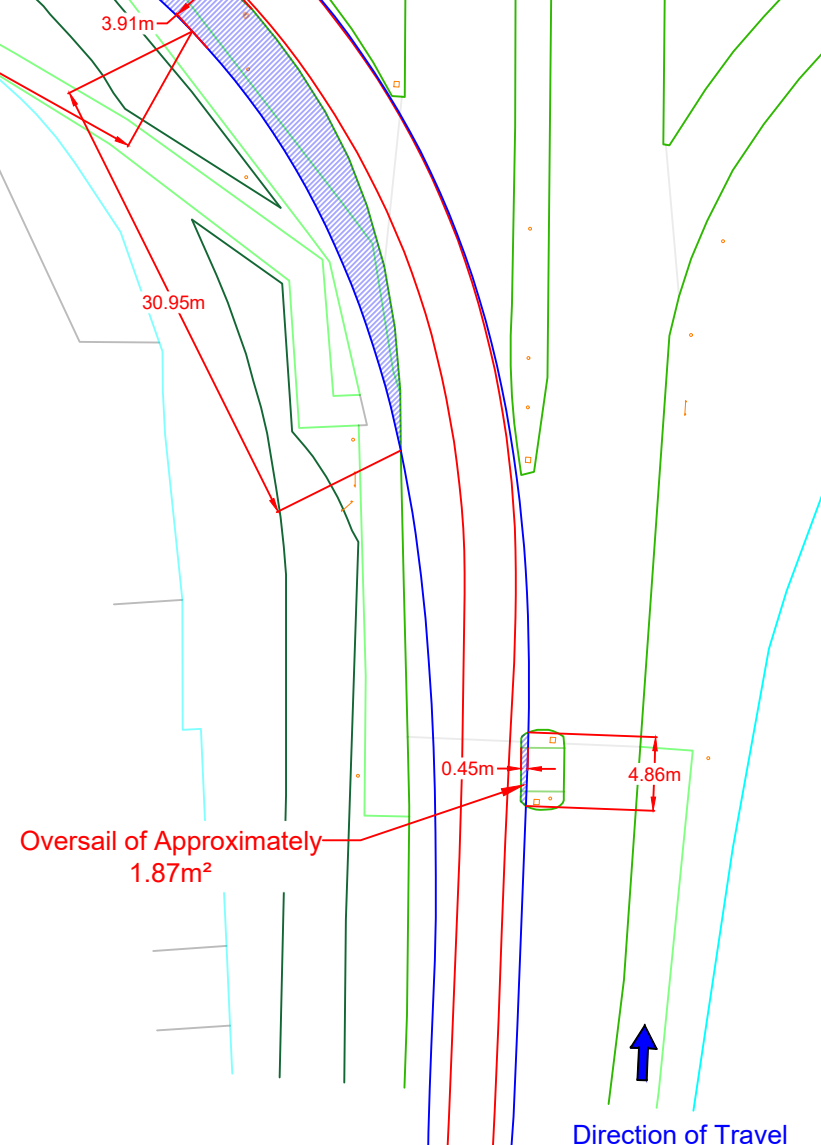 3.91m
30.95m
0.45m
4.86m
Oversail of Approximately
1.87m²
Direction of Travel